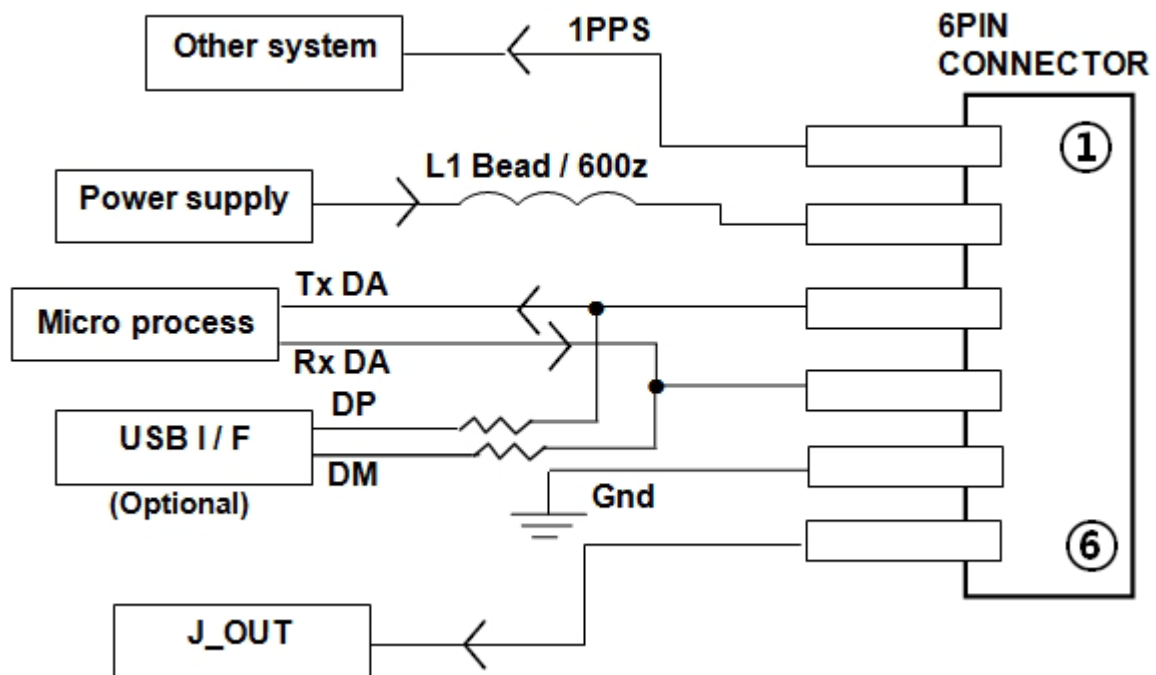 Other system
1PPS
6PIN
CONNECTOR
①
L1 Bead / 600z
Power supply
Tx DA
Micro process
Rx DA
DP
USB I / F
DM
(Optional)
Gnd
⑥
J_OUT